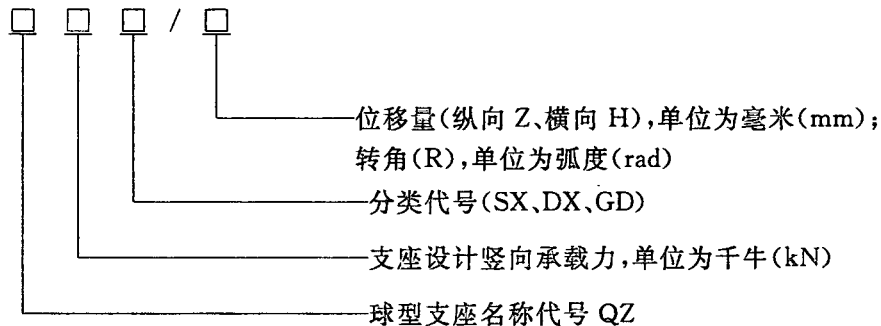 □ □ □ / □
位移量(纵向 Z、横向 H),单位为毫米(mm);
转角(R),单位为弧度(rad)
分类代号(SX、DX、GD)
支座设计竖向承载力,单位为千牛(kN)
球型支座名称代号 QZ